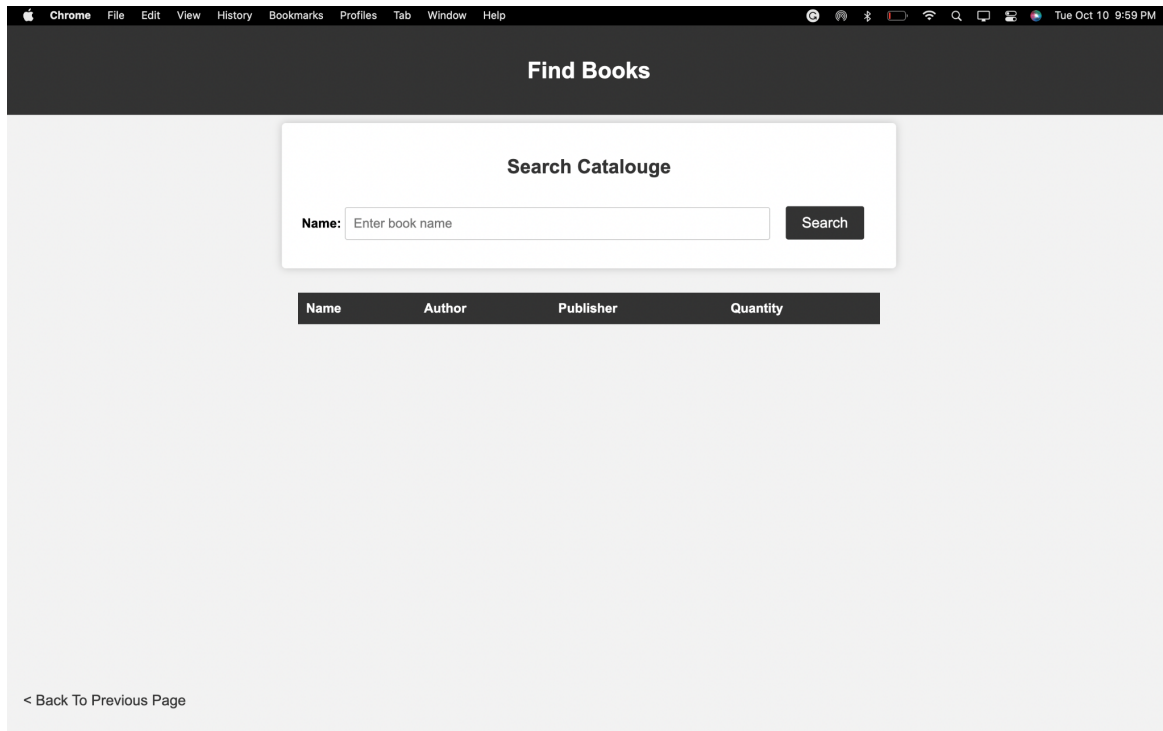 Chrome File Edit View History Bookmarks Profiles Tab Window Help Tue Oct 10 9:59 PM
Find Books
Search Catalouge
Name: Enter book name Search
Name Author Publisher Quantity
< Back To Previous Page